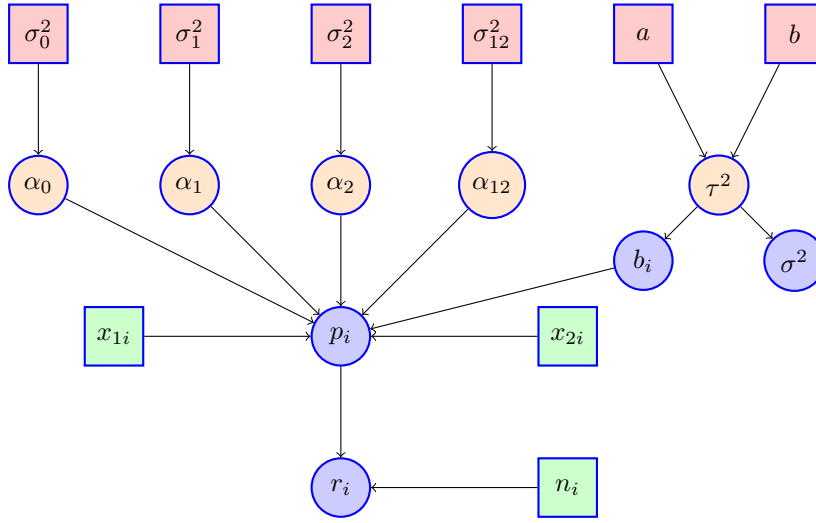 σ₀² σ₁² σ₂² σ₁₂² a b
α₀ α₁ α₂ α₁₂ τ²
bᵢ σ²
x₁ᵢ pᵢ x₂ᵢ
rᵢ nᵢ